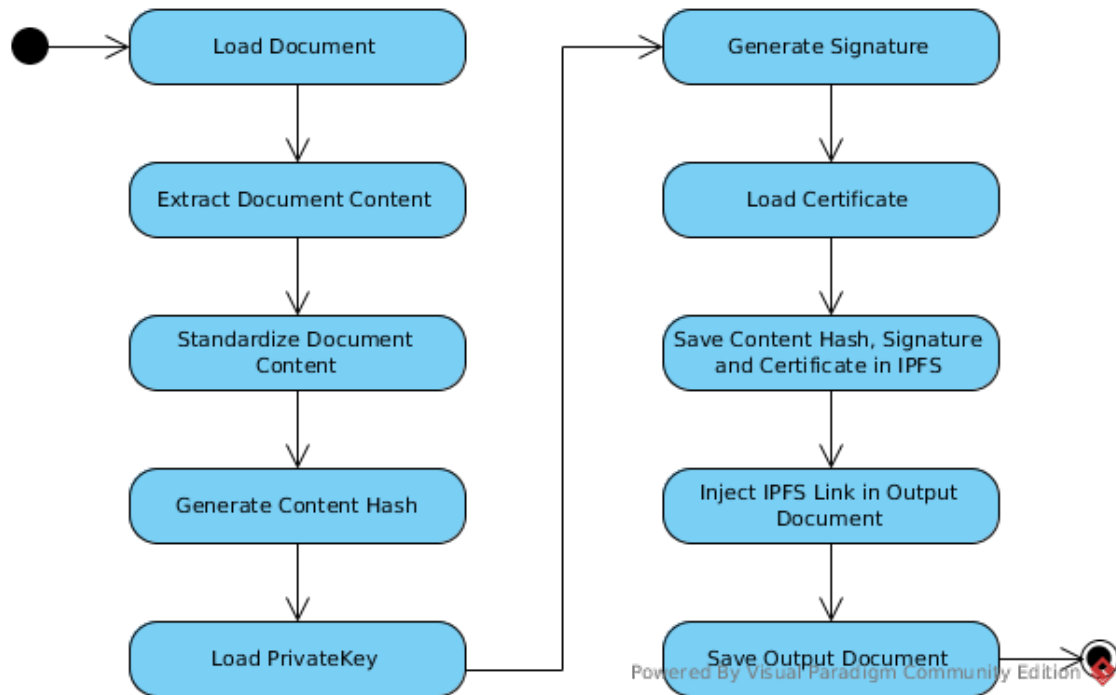 Load Document
Extract Document Content
Standardize Document
Content
Generate Content Hash
Load PrivateKey
Generate Signature
Load Certificate
Save Content Hash, Signature
and Certificate in IPFS
Inject IPFS Link in Output
Document
Save Output Document
Powered By Visual Paradigm Community Edition